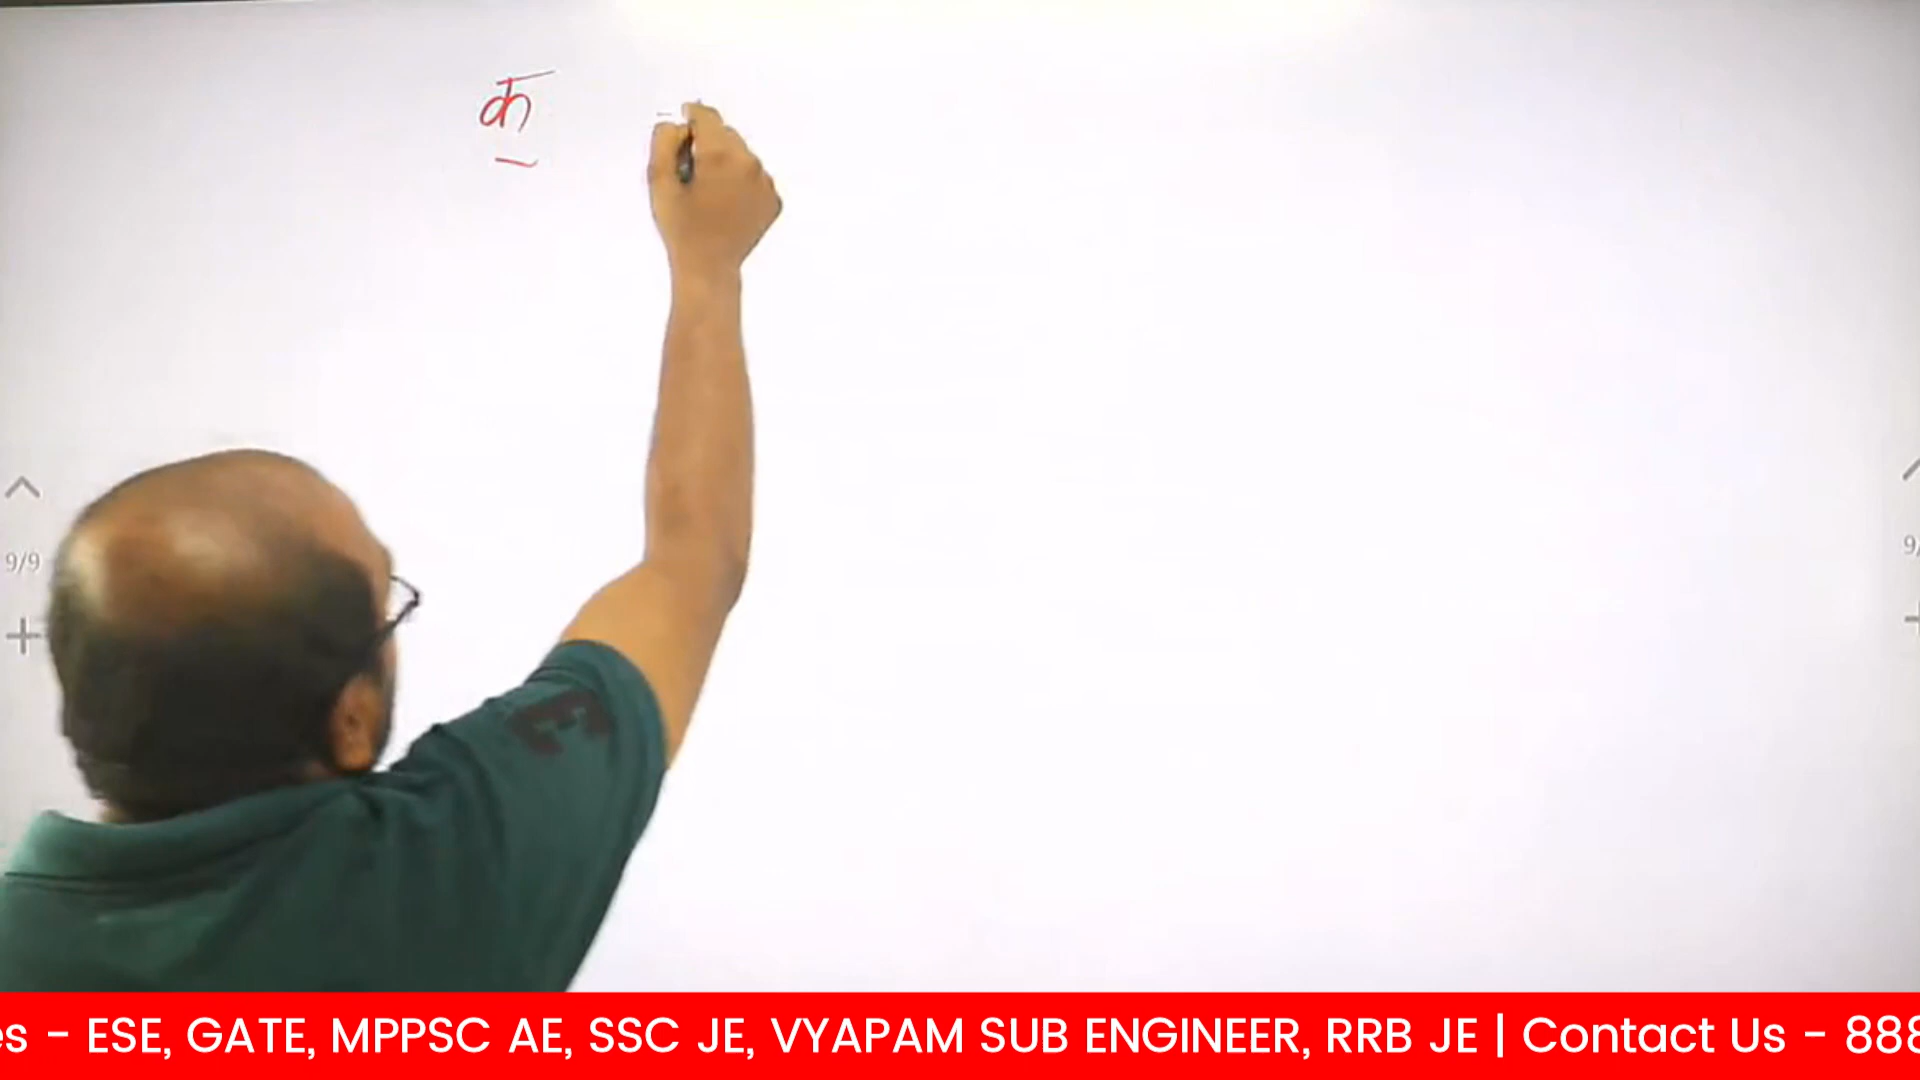 क
9/9
es - ESE, GATE, MPPSC AE, SSC JE, VYAPAM SUB ENGINEER, RRB JE | Contact Us - 888